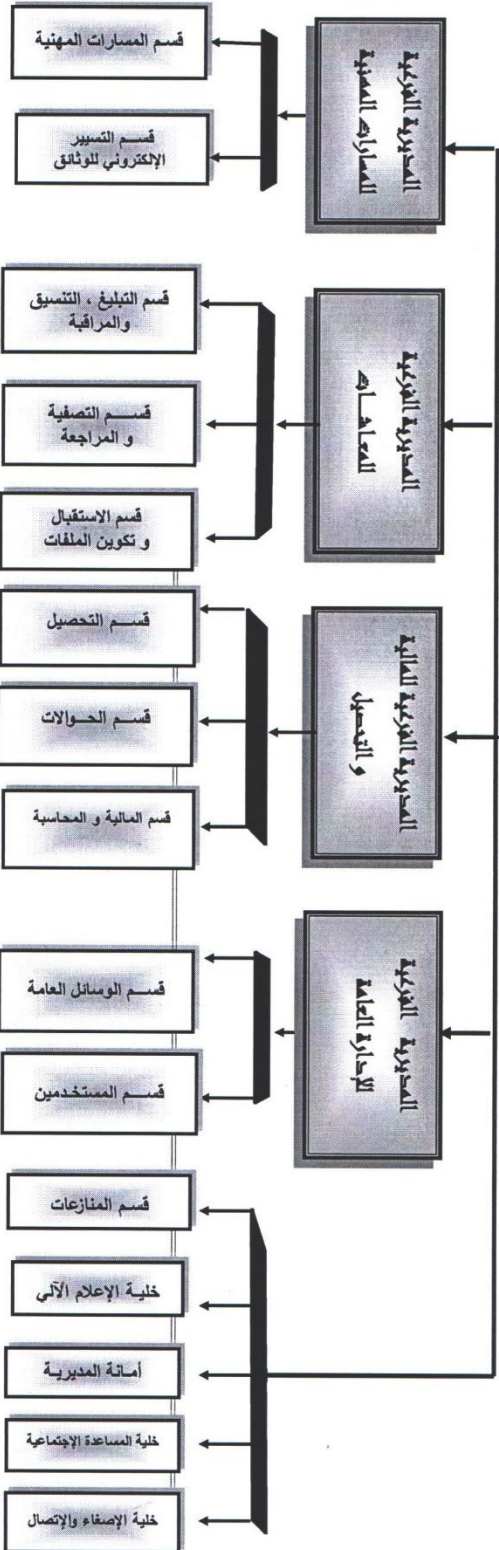 المديرية الفرعية
للمسارات المهنية
قسم المسارات المهنية
قسم التسيير
الإلكتروني للوثائق
المديرية الفرعية
للمعاشات
قسم التبليغ ، التنسيق
والمراقبة
قسم التصفية
و المراجعة
قسم الاستقبال
و تكوين الملفات
المديرية الفرعية للمالية
و التحصيل
قسم التحصيل
قسم الحوالات
قسم المالية و المحاسبة
المديرية الفرعية
للإدارة العامة
قسم الوسائل العامة
قسم المستخدمين
قسم المنازعات
خلية الإعلام الآلي
أمانة المديرية
خلية المساعدة الإجتماعية
خلية الإصغاء والإتصال